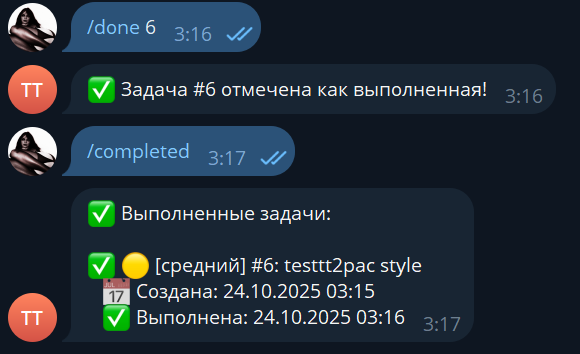 /done 6 3:16
TT
✅ Задача #6 отмечена как выполненная! 3:16
/completed 3:17
✅ Выполненные задачи:
✅ 🟡 [средний] #6: testtt2pac style
📅 Создана: 24.10.2025 03:15
✅ Выполнена: 24.10.2025 03:16 3:17
TT